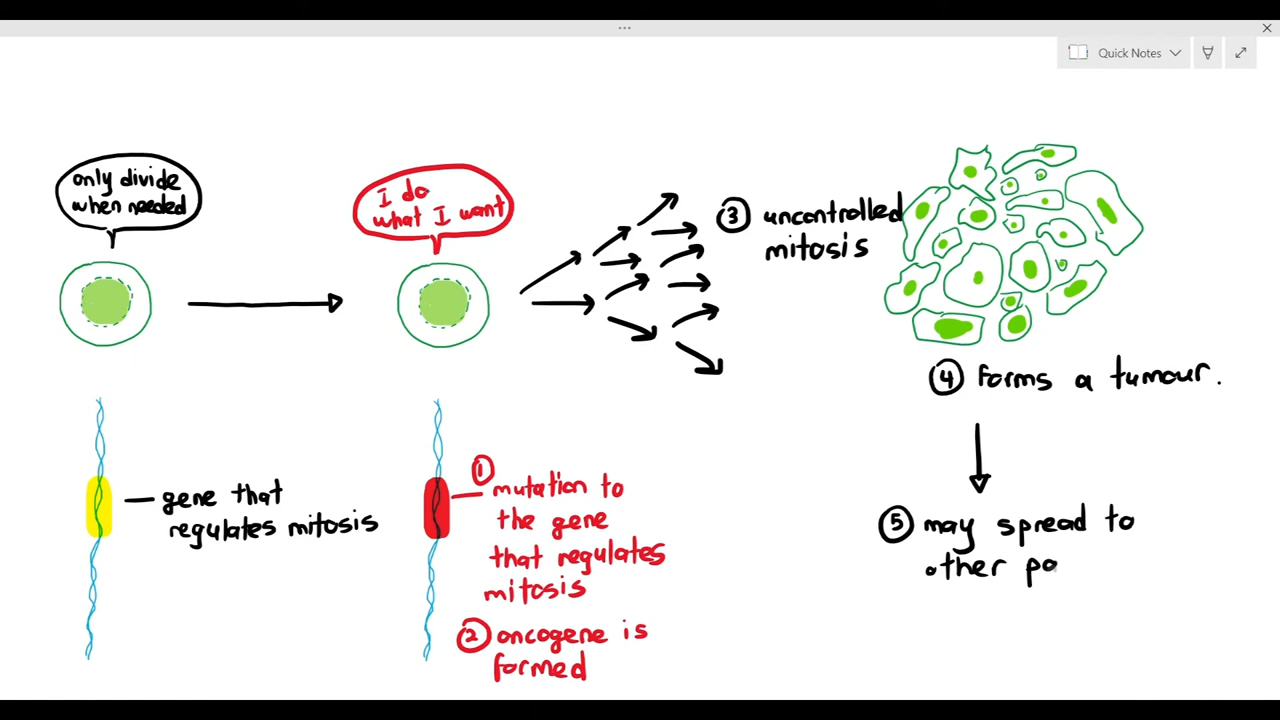 Quick Notes
only divide
when needed
I do
what I want
③ uncontrolled
mitosis
④ forms a tumour.
gene that
regulates mitosis
①
mutation to
the gene
that regulates
mitosis
② oncogene is
formed
⑤ may spread to
other pa